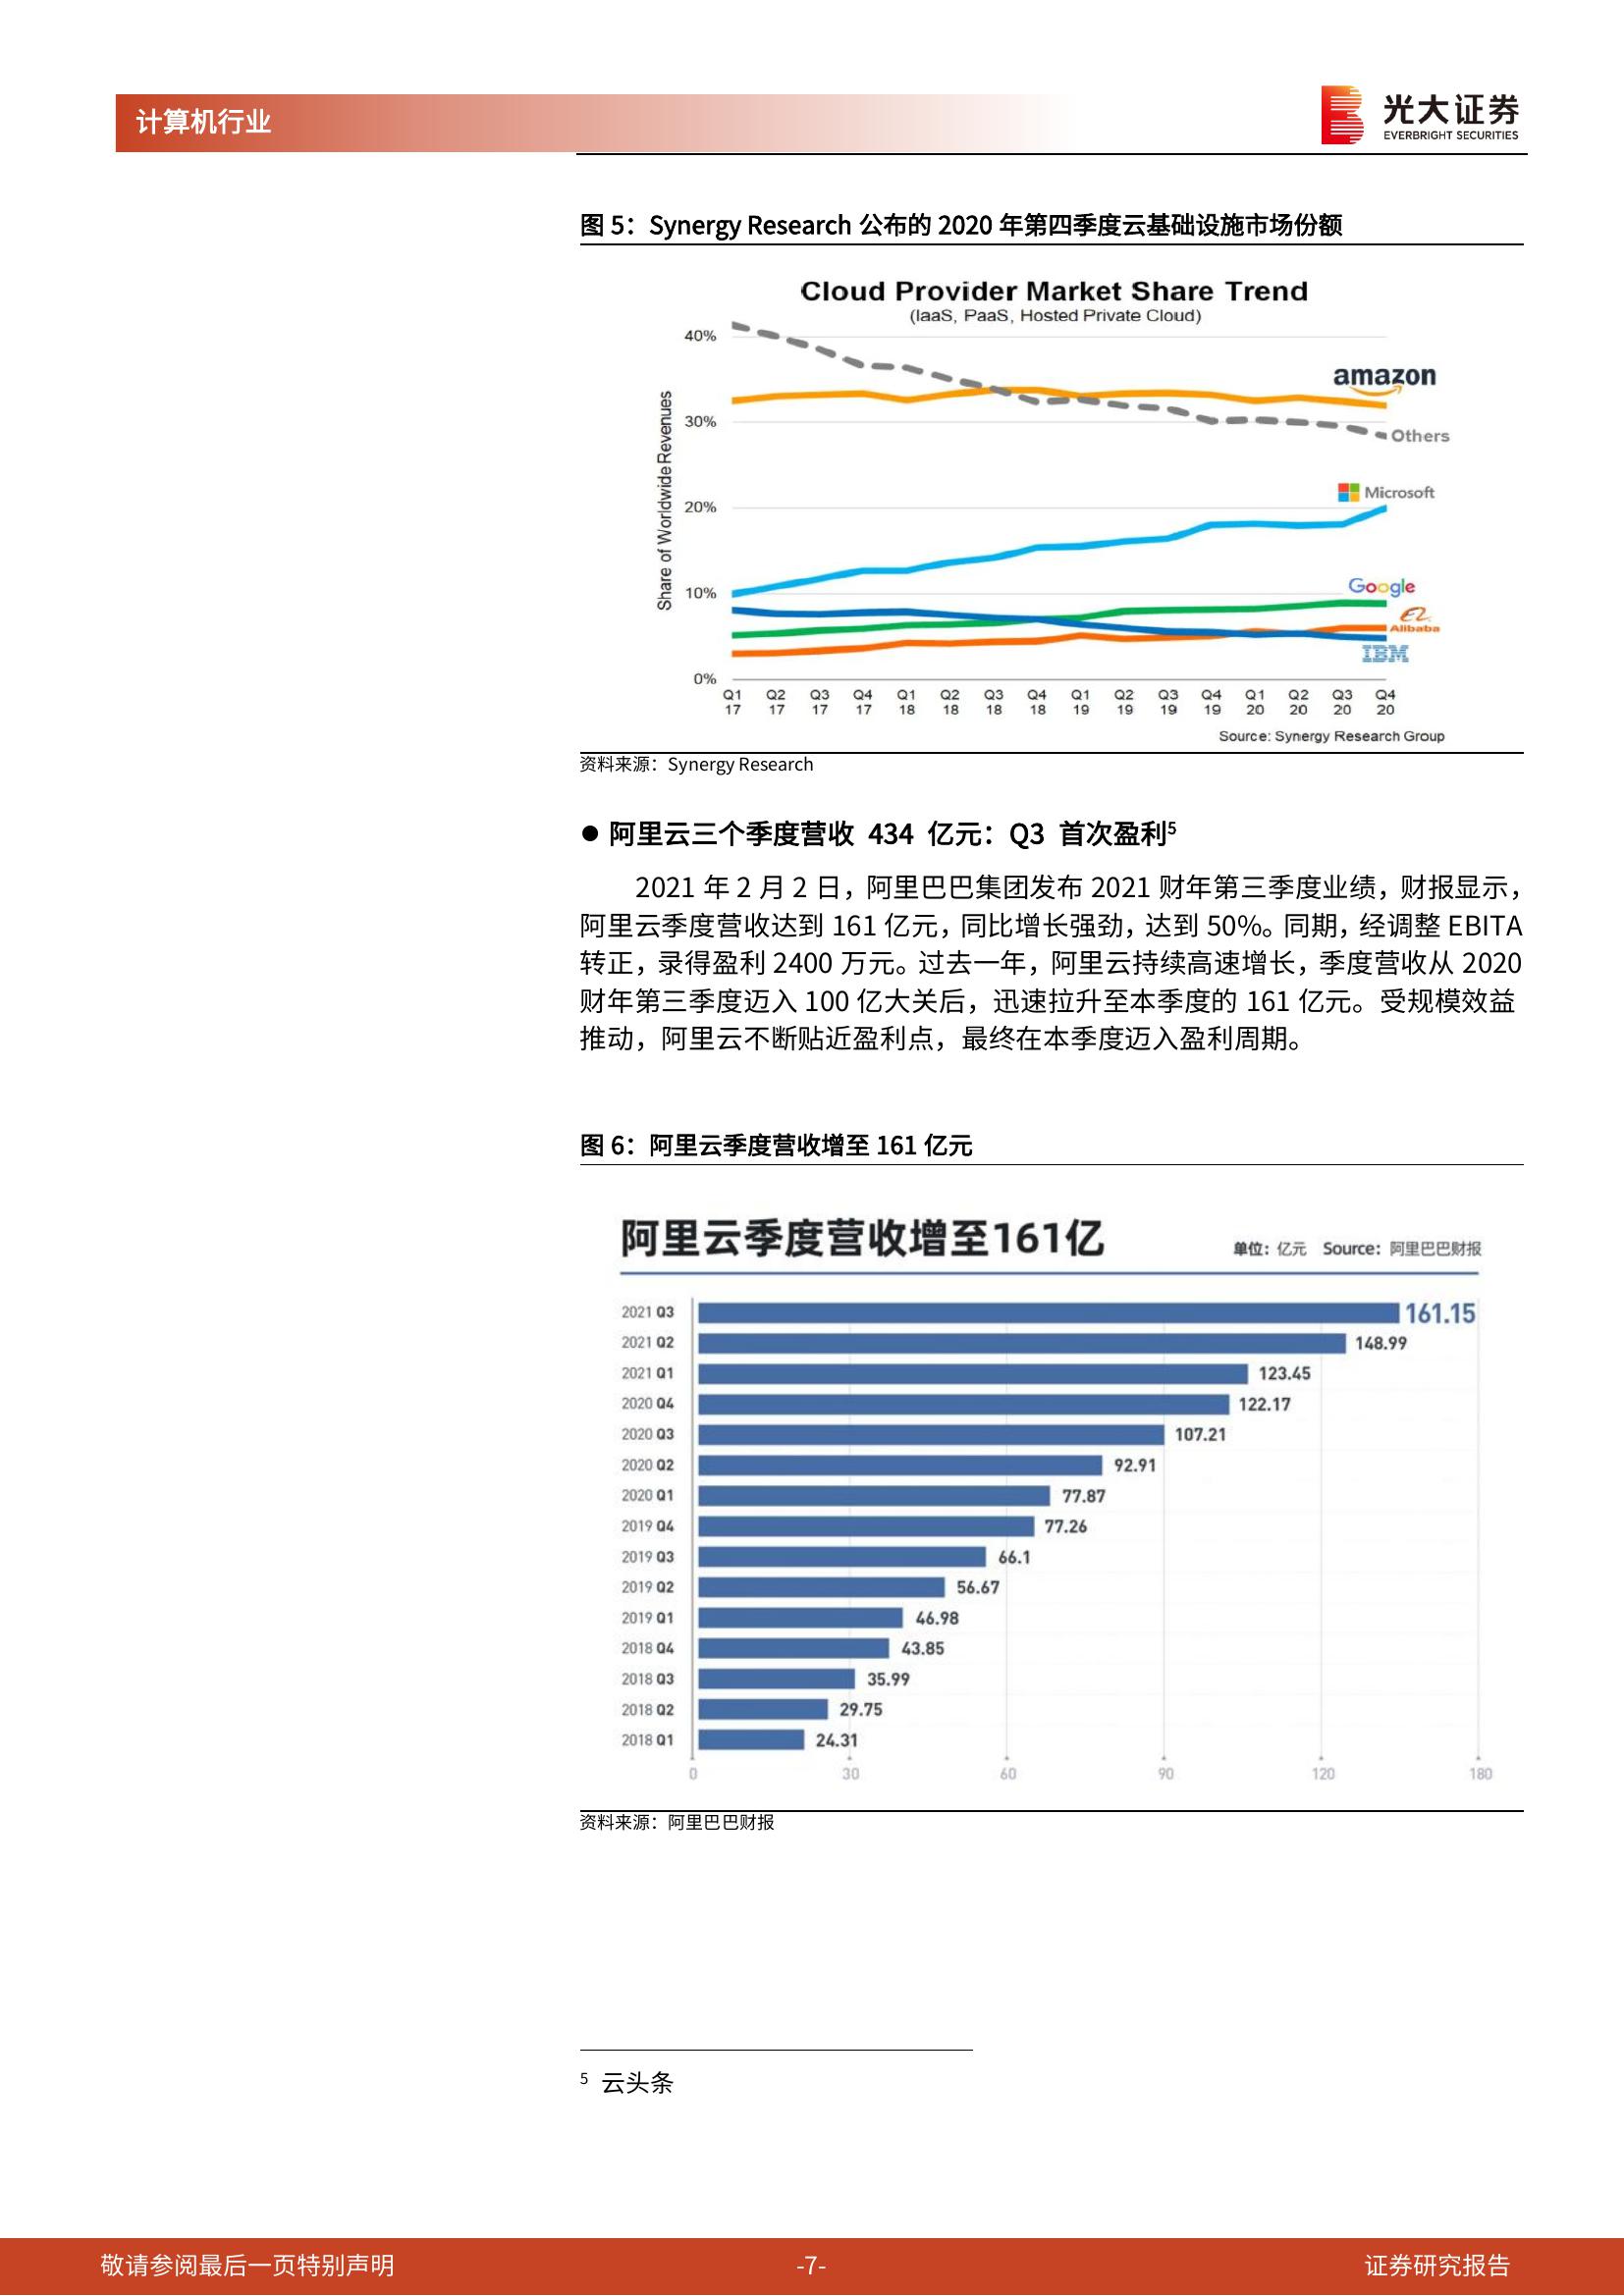 计算机行业
光大证券
EVERBRIGHT SECURITIES
图 5：Synergy Research 公布的 2020 年第四季度云基础设施市场份额
Cloud Provider Market Share Trend
(IaaS, PaaS, Hosted Private Cloud)
Share of Worldwide Revenues
40%
30%
20%
10%
0%
amazon
Others
Microsoft
Google
Alibaba
IBM
Q1 Q2 Q3 Q4 Q1 Q2 Q3 Q4 Q1 Q2 Q3 Q4 Q1 Q2 Q3 Q4
17 17 17 17 18 18 18 18 19 19 19 19 20 20 20 20
Source: Synergy Research Group
资料来源：Synergy Research
● 阿里云三个季度营收 434 亿元：Q3 首次盈利5
2021 年 2 月 2 日，阿里巴巴集团发布 2021 财年第三季度业绩，财报显示，
阿里云季度营收达到 161 亿元，同比增长强劲，达到 50%。同期，经调整 EBITA
转正，录得盈利 2400 万元。过去一年，阿里云持续高速增长，季度营收从 2020
财年第三季度迈入 100 亿大关后，迅速拉升至本季度的 161 亿元。受规模效益
推动，阿里云不断贴近盈利点，最终在本季度迈入盈利周期。
图 6：阿里云季度营收增至 161 亿元
阿里云季度营收增至161亿
单位：亿元 Source：阿里巴巴财报
2021 Q3 161.15
2021 Q2 148.99
2021 Q1 123.45
2020 Q4 122.17
2020 Q3 107.21
2020 Q2 92.91
2020 Q1 77.87
2019 Q4 77.26
2019 Q3 66.1
2019 Q2 56.67
2019 Q1 46.98
2018 Q4 43.85
2018 Q3 35.99
2018 Q2 29.75
2018 Q1 24.31
0 30 60 90 120 180
资料来源：阿里巴巴财报
5 云头条
敬请参阅最后一页特别声明 -7- 证券研究报告